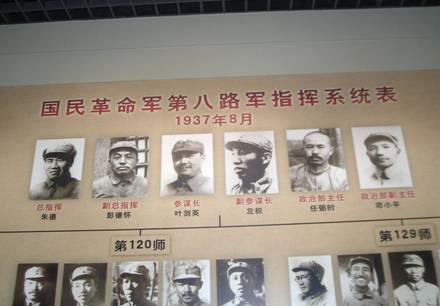 国民革命军第八路军指挥系统表
1937年8月
总指挥 副总指挥 参谋长 副参谋长 政治部主任 政治部副主任
朱德 彭德怀 叶剑英 左权 任弼时 邓小平
第120师 第129师